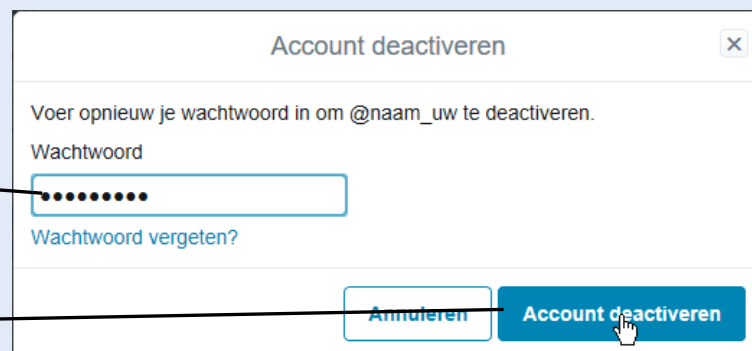 Account deactiveren
Voer opnieuw je wachtwoord in om @naam_uw te deactiveren.
Wachtwoord
•••••••••
Wachtwoord vergeten?
Annuleren Account deactiveren